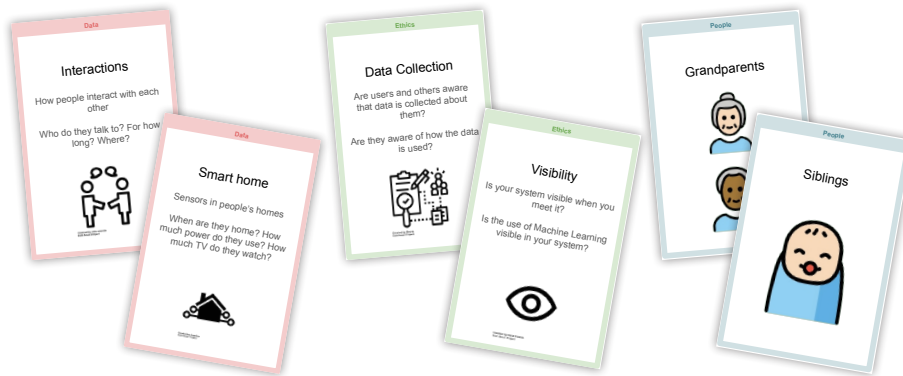 Data
Interactions
How people interact with each
other
Who do they talk to? For how
long? Where?
Data
Smart home
Sensors in people's homes
When are they home? How
much power do they use? How
much TV do they watch?
Ethics
Data Collection
Are users and others aware
that data is collected about
them?
Are they aware of how the data
is used?
Ethics
Visibility
Is your system visible when you
meet it?
Is the use of Machine Learning
visible in your system?
People
Grandparents
People
Siblings